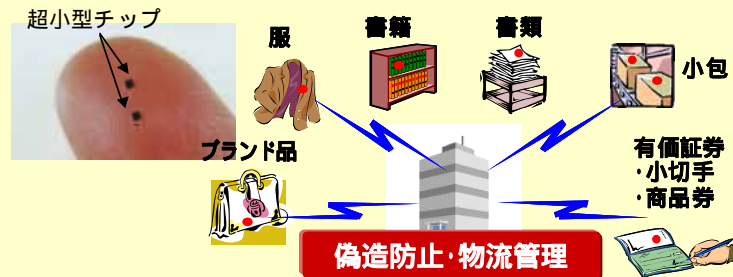 超小型チップ
服
書籍
書類
小包
ブランド品
有価証券
・小切手
・商品券
偽造防止・物流管理